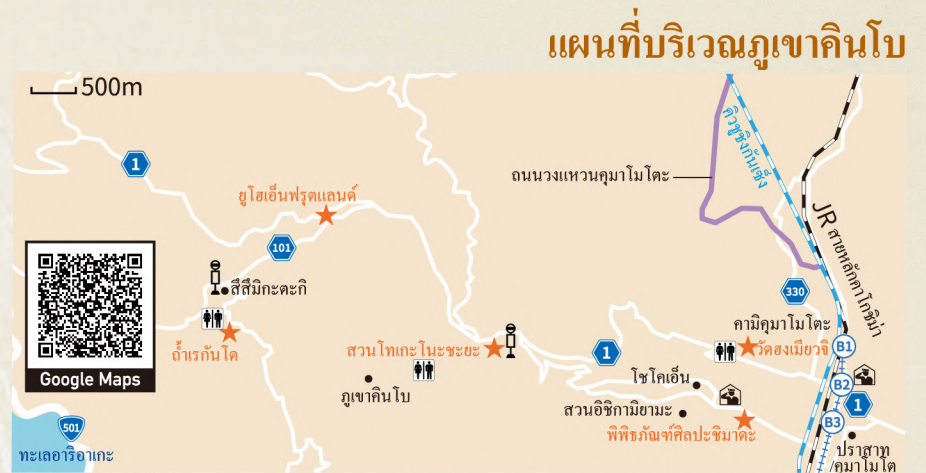 แผนที่บริเวณภูเขาคินโบ
500m
1
คิวชูชิงกันเซ็ง
ถนนวงแหวนคุมาโมโตะ
ยูโฮเอ็นฟรุตแลนด์
JR สายหลักคาโกชิม่า
101
สึสึมิกะตะกิ
330
คามิคุมาโมโตะ
ถ้ำเรกันโด
สวนโทเกะโนะชะยะ
1
วัดฮงเมียวจิ
B1
Google Maps
ภูเขาคินโบ
โชโคเอ็น
B2
สวนอิชิกามิยามะ
1
501
พิพิธภัณฑ์ศิลปะชิมาดะ
B3
ทะเลอาริอาเกะ
ปราสาท
คุมาโมโต